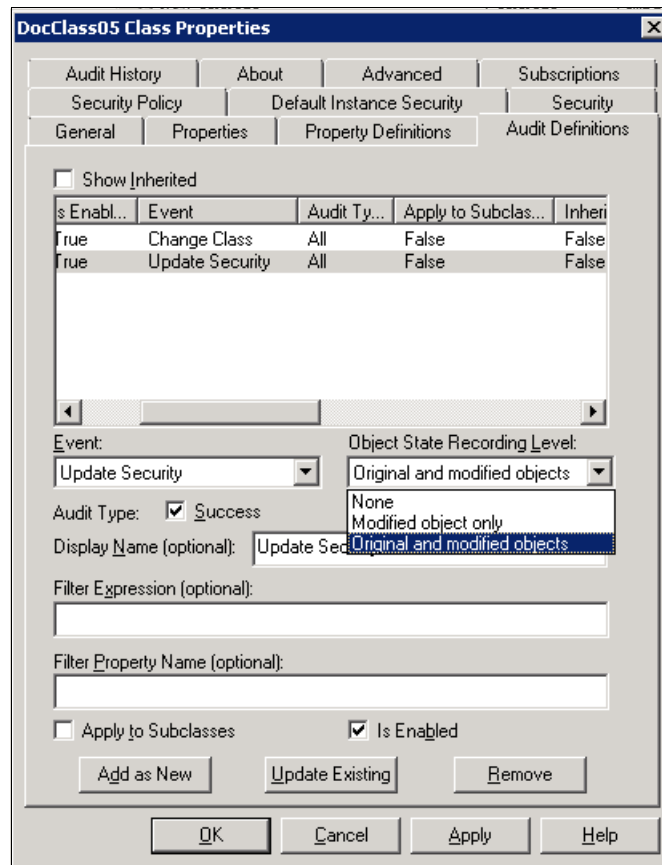 DocClass05 Class Properties
Audit History About Advanced Subscriptions
Security Policy Default Instance Security Security
General Properties Property Definitions Audit Definitions
Show Inherited
s Enabl... Event Audit Ty... Apply to Subclas... Inheri
True Change Class All False False
True Update Security All False False
Event: Object State Recording Level:
Update Security Original and modified objects
None
Audit Type: Success
Modified object only
Display Name (optional): Update Sec Original and modified objects
Filter Expression (optional):
Filter Property Name (optional):
Apply to Subclasses Is Enabled
Add as New Update Existing Remove
OK Cancel Apply Help